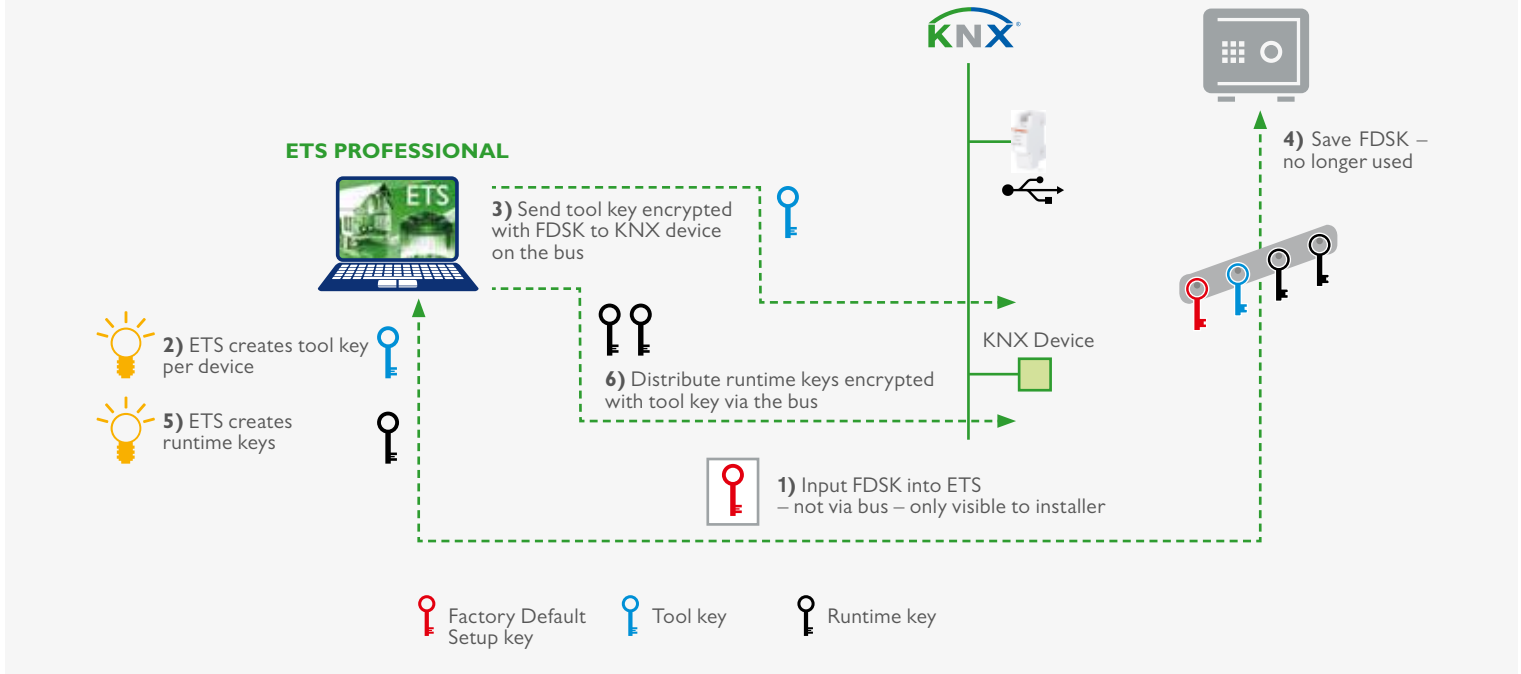 KNX®
4) Save FDSK –
no longer used
ETS PROFESSIONAL
ETS
3) Send tool key encrypted
with FDSK to KNX device
on the bus
2) ETS creates tool key
per device
KNX Device
6) Distribute runtime keys encrypted
with tool key via the bus
5) ETS creates
runtime keys
1) Input FDSK into ETS
– not via bus – only visible to installer
Factory Default
Setup key
Tool key
Runtime key